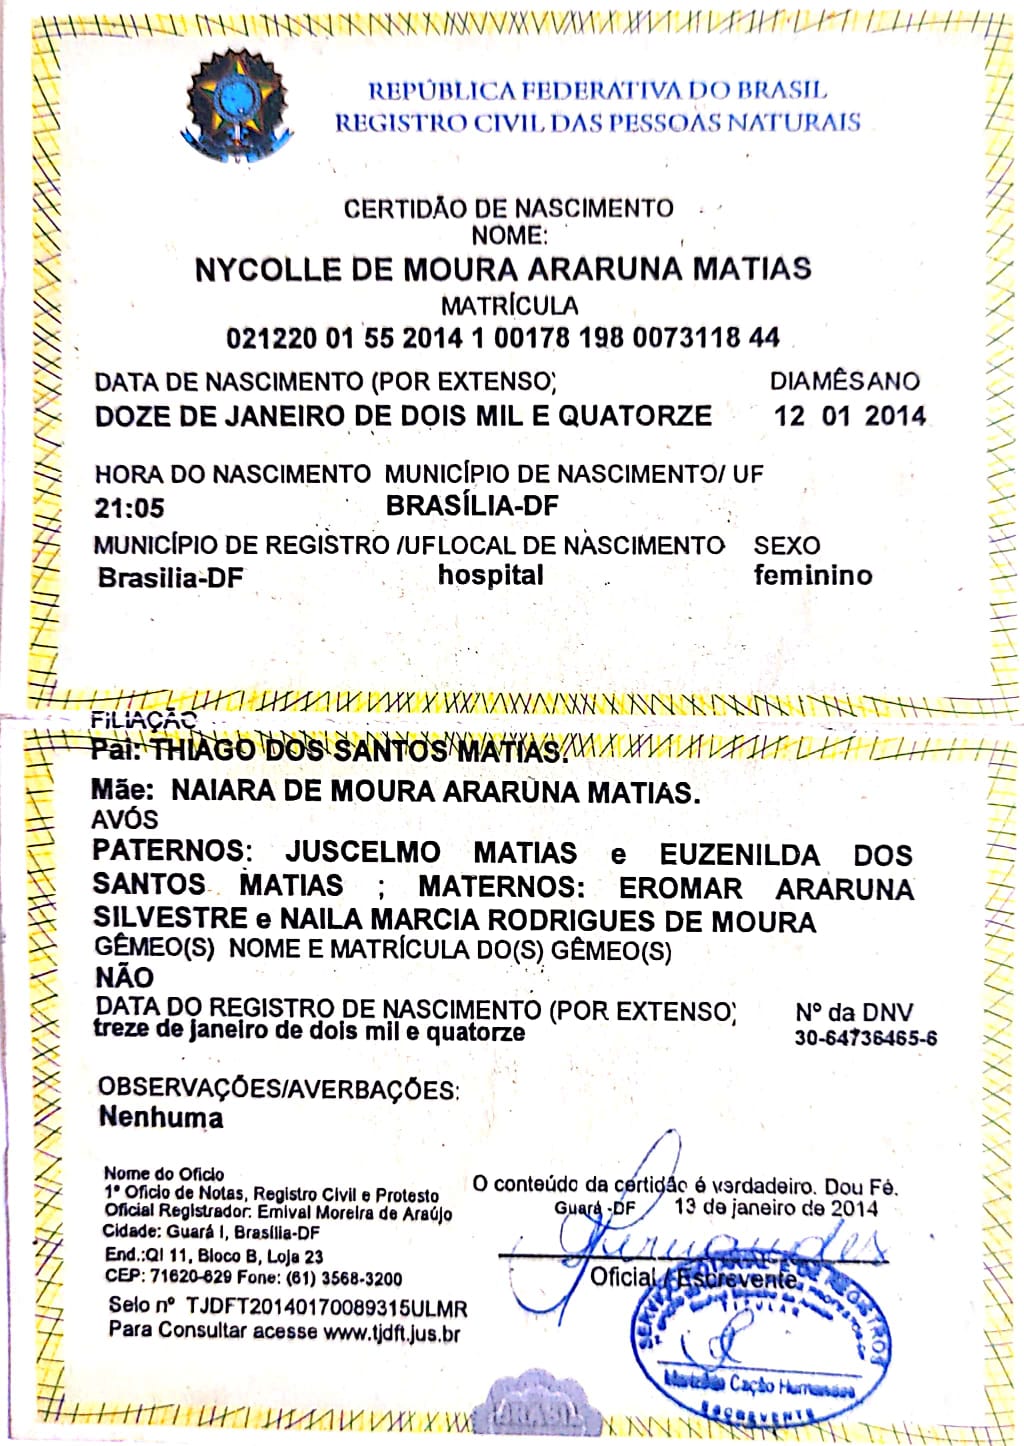 REPÚBLICA FEDERATIVA DO BRASIL
REGISTRO CIVIL DAS PESSOAS NATURAIS
CERTIDÃO DE NASCIMENTO
NOME:
NYCOLLE DE MOURA ARARUNA MATIAS
MATRÍCULA
021220 01 55 2014 1 00178 198 0073118 44
DATA DE NASCIMENTO (POR EXTENSO) DIAMÊSANO
DOZE DE JANEIRO DE DOIS MIL E QUATORZE 12 01 2014
HORA DO NASCIMENTO MUNICÍPIO DE NASCIMENTO/ UF
21:05 BRASÍLIA-DF
MUNICÍPIO DE REGISTRO /UF LOCAL DE NASCIMENTO SEXO
Brasilia-DF hospital feminino
FILIAÇÃO
Pai: THIAGO DOS SANTOS MATIAS.
Mãe: NAIARA DE MOURA ARARUNA MATIAS.
AVÓS
PATERNOS: JUSCELMO MATIAS e EUZENILDA DOS
SANTOS MATIAS ; MATERNOS: EROMAR ARARUNA
SILVESTRE e NAILA MARCIA RODRIGUES DE MOURA
GÊMEO(S) NOME E MATRÍCULA DO(S) GÊMEO(S)
NÃO
DATA DO REGISTRO DE NASCIMENTO (POR EXTENSO) Nº da DNV
treze de janeiro de dois mil e quatorze 30-64736465-6
OBSERVAÇÕES/AVERBAÇÕES:
Nenhuma
Nome do Oficio
1º Oficio de Notas, Registro Civil e Protesto
Oficial Registrador: Emival Moreira de Araújo
Cidade: Guará I, Brasília-DF
End.:QI 11, Bloco B, Loja 23
CEP: 71620-629 Fone: (61) 3568-3200
Selo nº TJDFT20140170089315ULMR
Para Consultar acesse www.tjdft.jus.br
O conteúdo da certidão é verdadeiro. Dou Fé.
Guará -DF 13 de janeiro de 2014
Oficial / Escrevente
TITULAR
Cação
ESCREVENTE
BRASIL